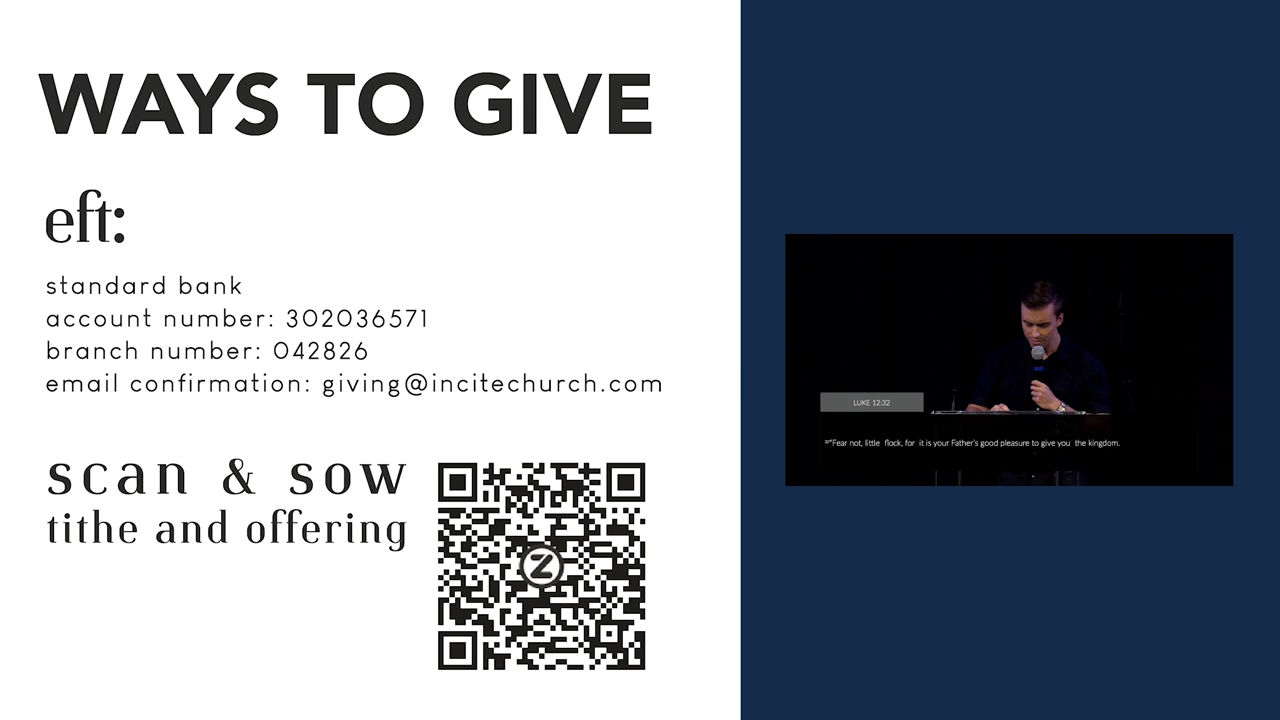 WAYS TO GIVE
eft:
standard bank
account number: 302036571
branch number: 042826
email confirmation: giving@incitechurch.com
scan & sow
tithe and offering
Z
LUKE 12:32
³²“Fear not, little flock, for it is your Father's good pleasure to give you the kingdom.